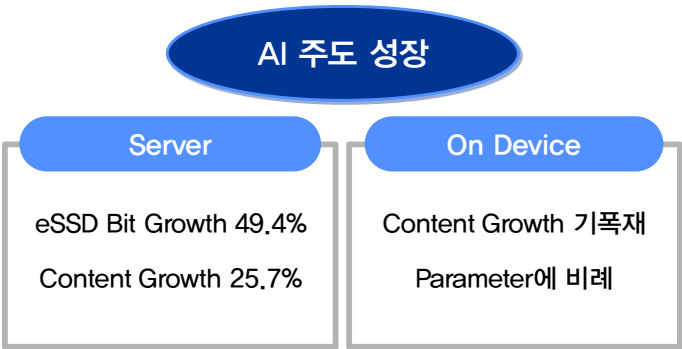 AI 주도 성장
Server
eSSD Bit Growth 49.4%
Content Growth 25.7%
On Device
Content Growth 기폭재
Parameter에 비례